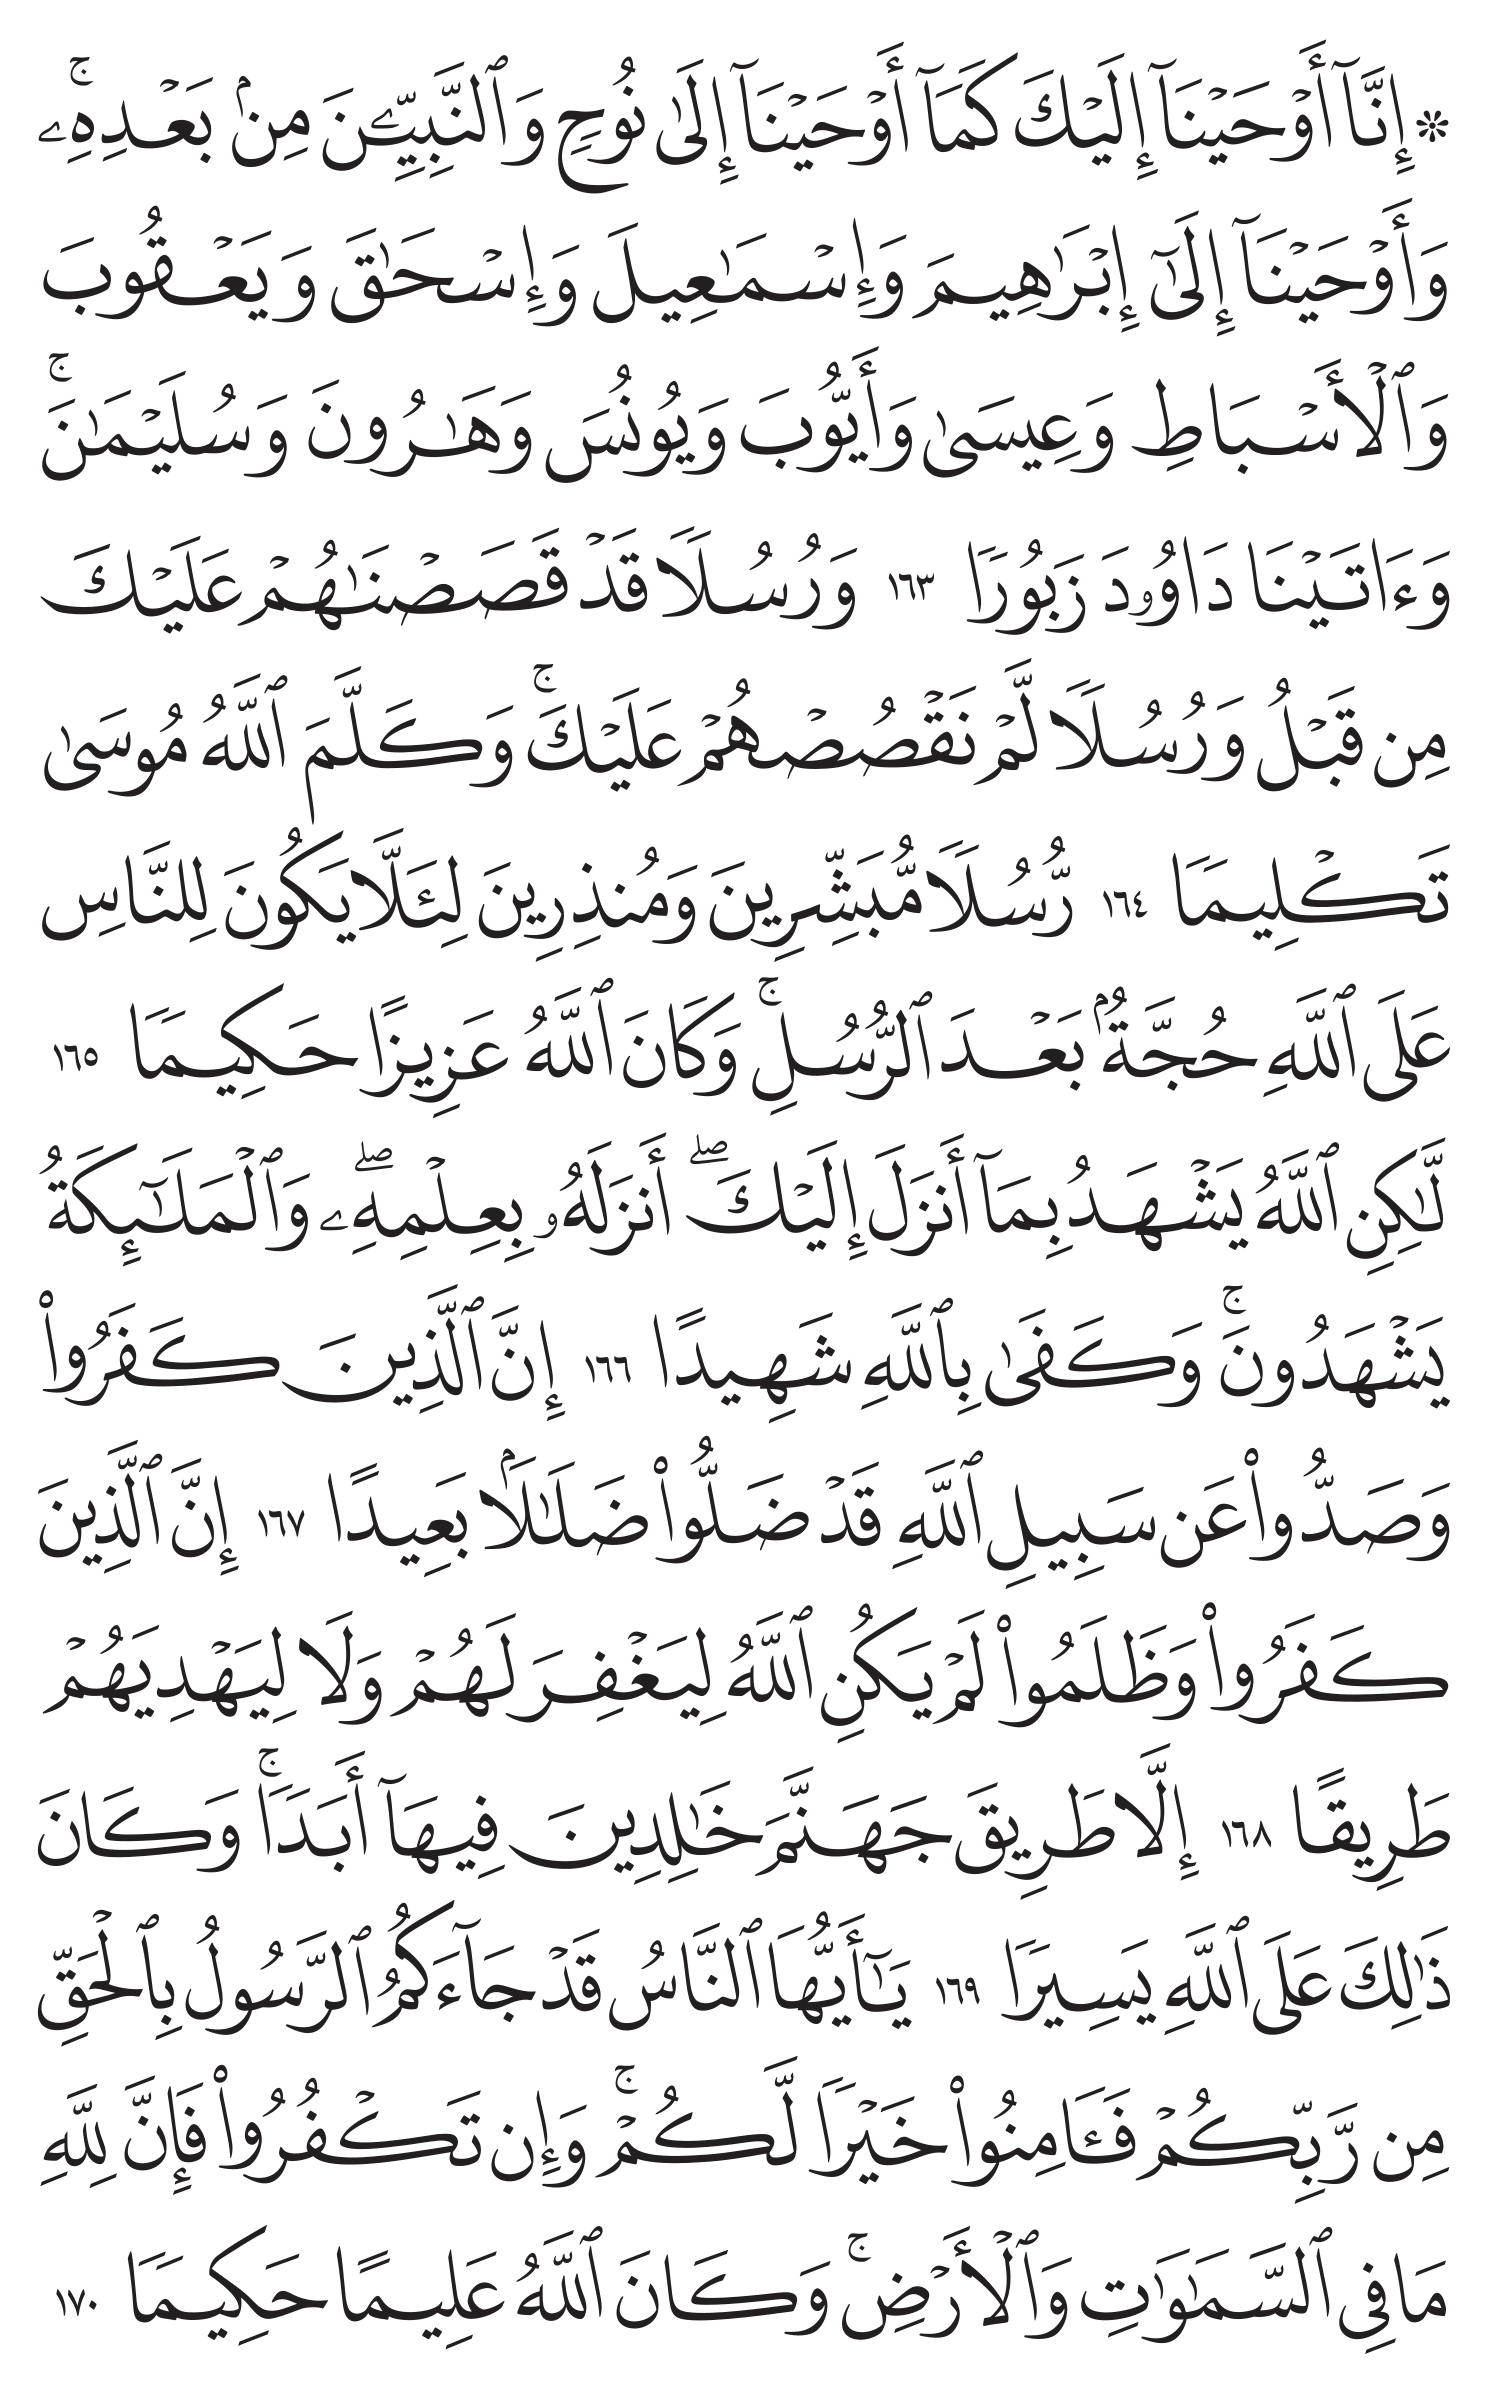 ۞ إِنَّآ أَوۡحَيۡنَآ إِلَيۡكَ كَمَآ أَوۡحَيۡنَآ إِلَىٰ نُوحٖ وَٱلنَّبِيِّـۧنَ مِنۢ بَعۡدِهِۦۚ
وَأَوۡحَيۡنَآ إِلَىٰٓ إِبۡرَٰهِيمَ وَإِسۡمَٰعِيلَ وَإِسۡحَٰقَ وَيَعۡقُوبَ
وَٱلۡأَسۡبَاطِ وَعِيسَىٰ وَأَيُّوبَ وَيُونُسَ وَهَٰرُونَ وَسُلَيۡمَٰنَۚ
وَءَاتَيۡنَا دَاوُۥدَ زَبُورٗا ١٦٣ وَرُسُلٗا قَدۡ قَصَصۡنَٰهُمۡ عَلَيۡكَ
مِن قَبۡلُ وَرُسُلٗا لَّمۡ نَقۡصُصۡهُمۡ عَلَيۡكَۚ وَكَلَّمَ ٱللَّهُ مُوسَىٰ
تَكۡلِيمٗا ١٦٤ رُّسُلٗا مُّبَشِّرِينَ وَمُنذِرِينَ لِئَلَّا يَكُونَ لِلنَّاسِ
عَلَى ٱللَّهِ حُجَّةُۢ بَعۡدَ ٱلرُّسُلِۚ وَكَانَ ٱللَّهُ عَزِيزًا حَكِيمٗا ١٦٥
لَّٰكِنِ ٱللَّهُ يَشۡهَدُ بِمَآ أَنزَلَ إِلَيۡكَۖ أَنزَلَهُۥ بِعِلۡمِهِۦۖ وَٱلۡمَلَٰٓئِكَةُ
يَشۡهَدُونَۚ وَكَفَىٰ بِٱللَّهِ شَهِيدًا ١٦٦ إِنَّ ٱلَّذِينَ كَفَرُواْ
وَصَدُّواْ عَن سَبِيلِ ٱللَّهِ قَدۡ ضَلُّواْ ضَلَٰلَۢا بَعِيدًا ١٦٧ إِنَّ ٱلَّذِينَ
كَفَرُواْ وَظَلَمُواْ لَمۡ يَكُنِ ٱللَّهُ لِيَغۡفِرَ لَهُمۡ وَلَا لِيَهۡدِيَهُمۡ
طَرِيقًا ١٦٨ إِلَّا طَرِيقَ جَهَنَّمَ خَٰلِدِينَ فِيهَآ أَبَدٗاۚ وَكَانَ
ذَٰلِكَ عَلَى ٱللَّهِ يَسِيرٗا ١٦٩ يَٰٓأَيُّهَا ٱلنَّاسُ قَدۡ جَآءَكُمُ ٱلرَّسُولُ بِٱلۡحَقِّ
مِن رَّبِّكُمۡ فَـَٔامِنُواْ خَيۡرٗا لَّكُمۡۚ وَإِن تَكۡفُرُواْ فَإِنَّ لِلَّهِ
مَا فِي ٱلسَّمَٰوَٰتِ وَٱلۡأَرۡضِۚ وَكَانَ ٱللَّهُ عَلِيمًا حَكِيمٗا ١٧٠